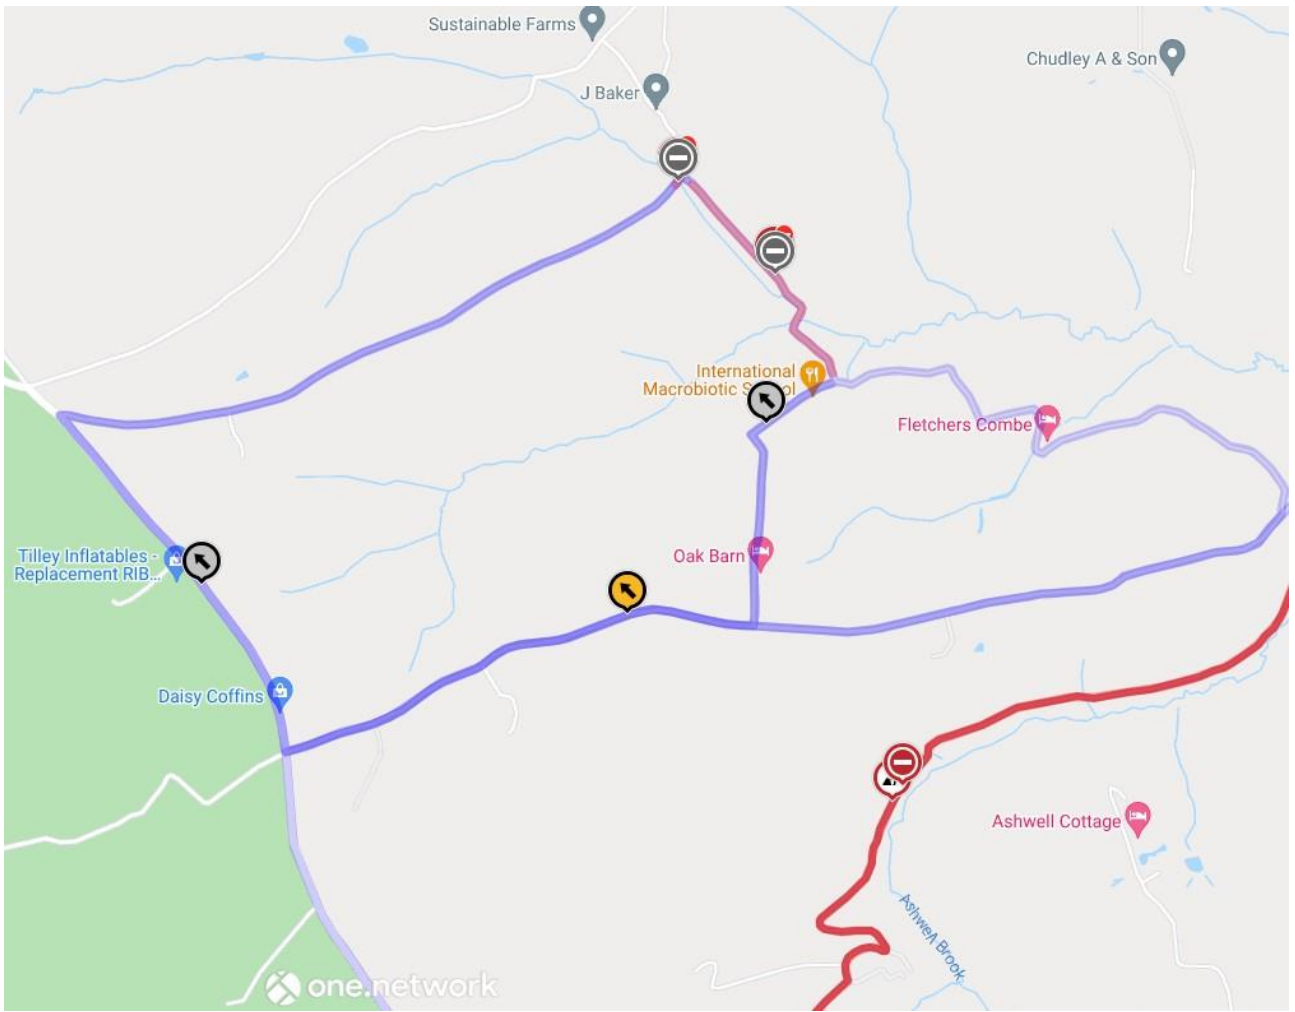 Sustainable Farms
Chudley A & Son
J Baker
International
Macrobiotic S ol
Fletchers Combe
Tilley Inflatables -
Replacement RIB...
Oak Barn
Daisy Coffins
Ashwell Cottage
Ashwell Brook
one.network